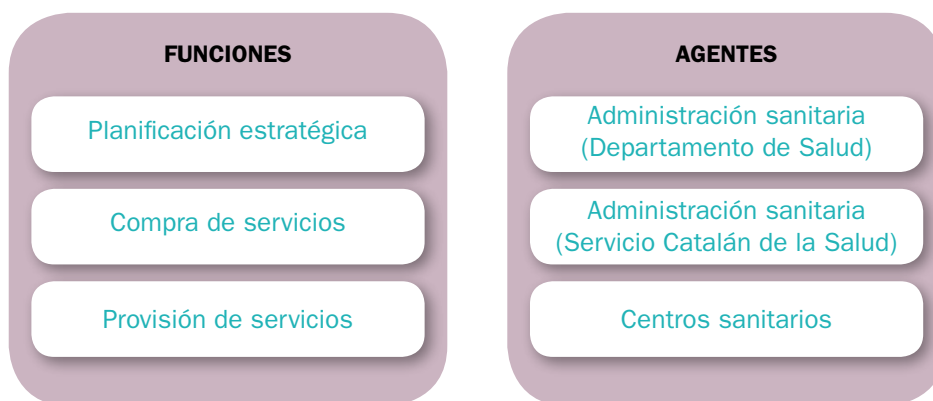 FUNCIONES
Planificación estratégica
Compra de servicios
Provisión de servicios
AGENTES
Administración sanitaria
(Departamento de Salud)
Administración sanitaria
(Servicio Catalán de la Salud)
Centros sanitarios